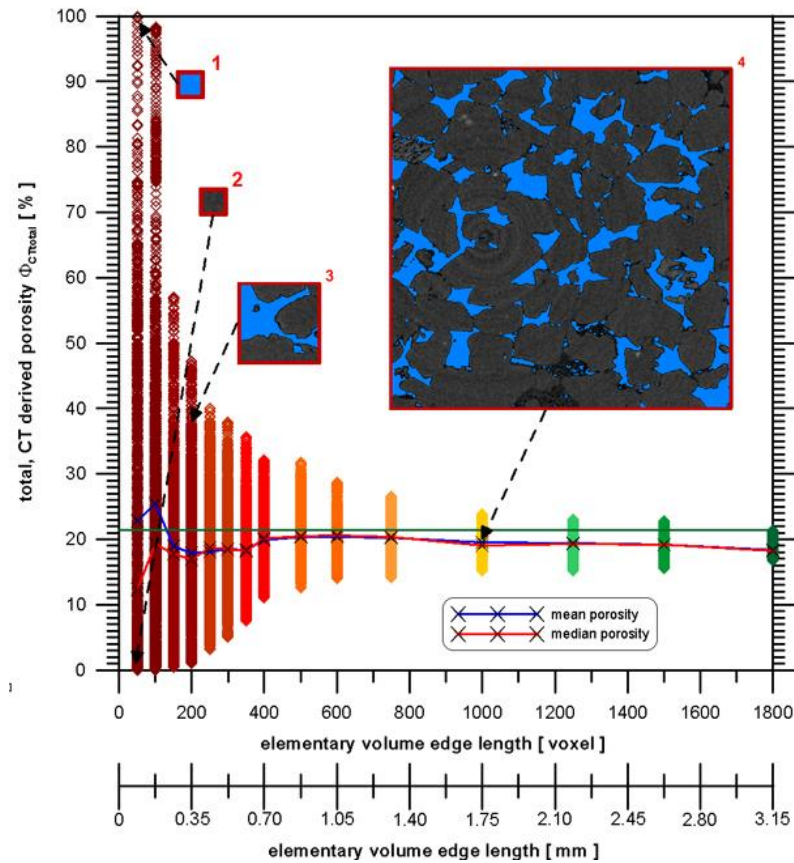 100
90
80
70
60
50
40
30
20
10
0
total, CT derived porosity ΦCTtotal [ % ]
1
2
3
4
mean porosity
median porosity
0 200 400 600 800 1000 1200 1400 1600 1800
elementary volume edge length [ voxel ]
0 0.35 0.70 1.05 1.40 1.75 2.10 2.45 2.80 3.15
elementary volume edge length [ mm ]